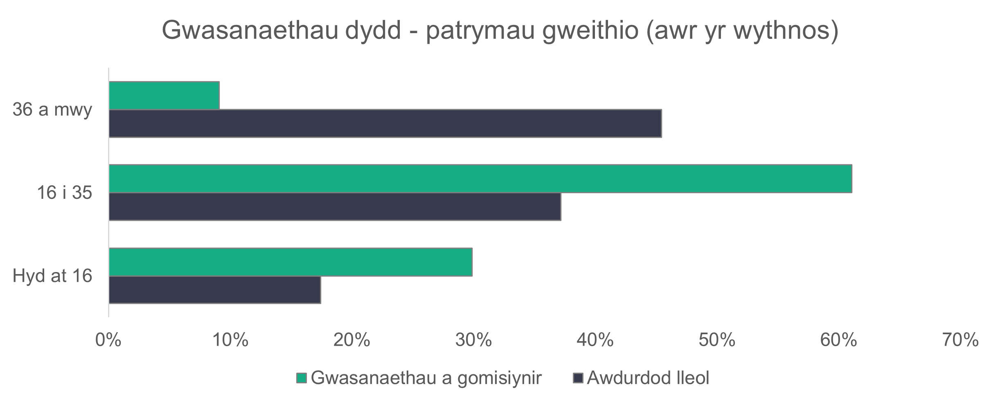 Gwasanaethau dydd - patrymau gweithio (awr yr wythnos)
36 a mwy
16 i 35
Hyd at 16
0% 10% 20% 30% 40% 50% 60% 70%
Gwasanaethau a gomisiynir Awdurdod lleol